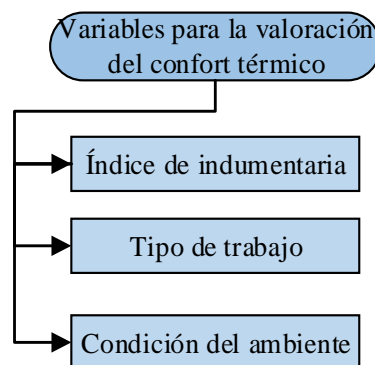 Variables para la valoración
del confort térmico
Índice de indumentaria
Tipo de trabajo
Condición del ambiente